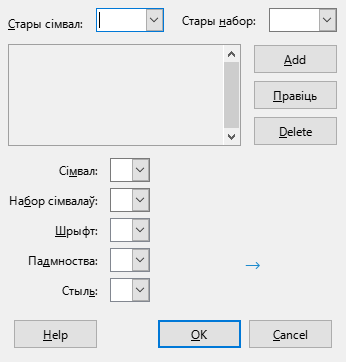 Стары сімвал: Стары набор:
Add
Правіць
Delete
Сімвал:
Набор сімвалаў:
Шрыфт:
Падмноства:
Стыль:
Help OK Cancel